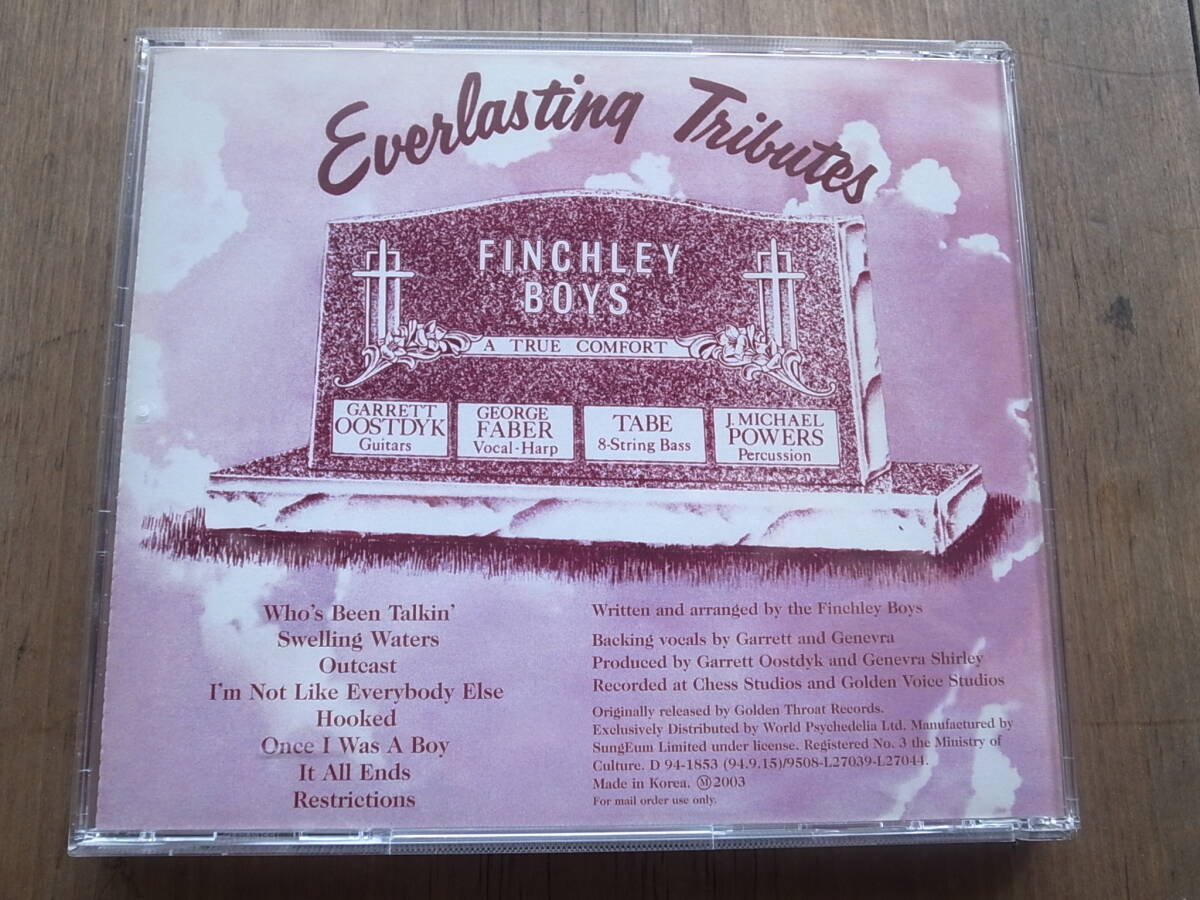 Everlasting Tributes
FINCHLEY
BOYS
A TRUE COMFORT
GARRETT
OOSTDYK
Guitars
GEORGE
FABER
Vocal-Harp
TABE
8-String Bass
J. MICHAEL
POWERS
Percussion
Who's Been Talkin'
Swelling Waters
Outcast
I'm Not Like Everybody Else
Hooked
Once I Was A Boy
It All Ends
Restrictions
Written and arranged by the Finchley Boys
Backing vocals by Garrett and Genevra
Produced by Garrett Oostdyk and Genevra Shirley
Recorded at Chess Studios and Golden Voice Studios
Originally released by Golden Throat Records.
Exclusively Distributed by World Psychedelia Ltd. Manufactured by
SungEum Limited under license. Registered No. 3 the Ministry of
Culture. D 94-1853 (94.9.15)/9508-L27039-L27044.
Made in Korea. Ⓜ2003
For mail order use only.